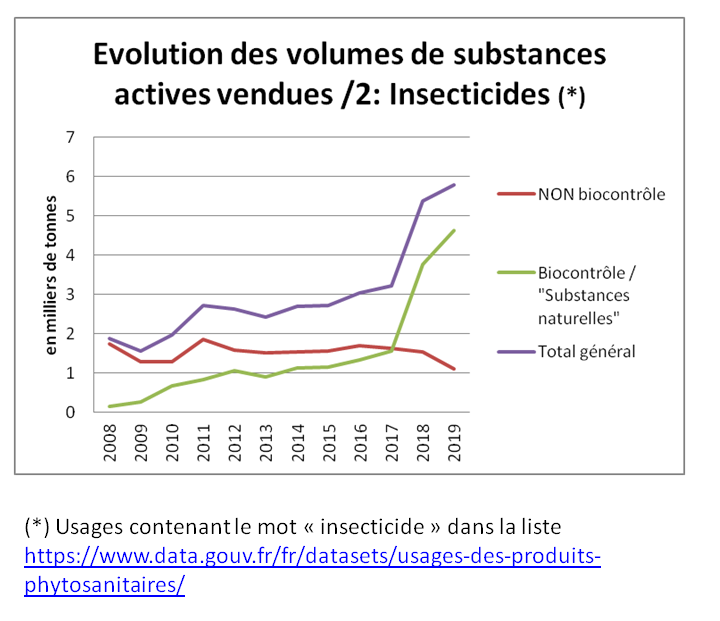 Evolution des volumes de substances
actives vendues /2: Insecticides (*)
en milliers de tonnes
7
6
5
4
3
2
1
0
2008
2009
2010
2011
2012
2013
2014
2015
2016
2017
2018
2019
NON biocontrôle
Biocontrôle /
"Substances
naturelles"
Total général
(*) Usages contenant le mot « insecticide » dans la liste
https://www.data.gouv.fr/fr/datasets/usages-des-produits-
phytosanitaires/